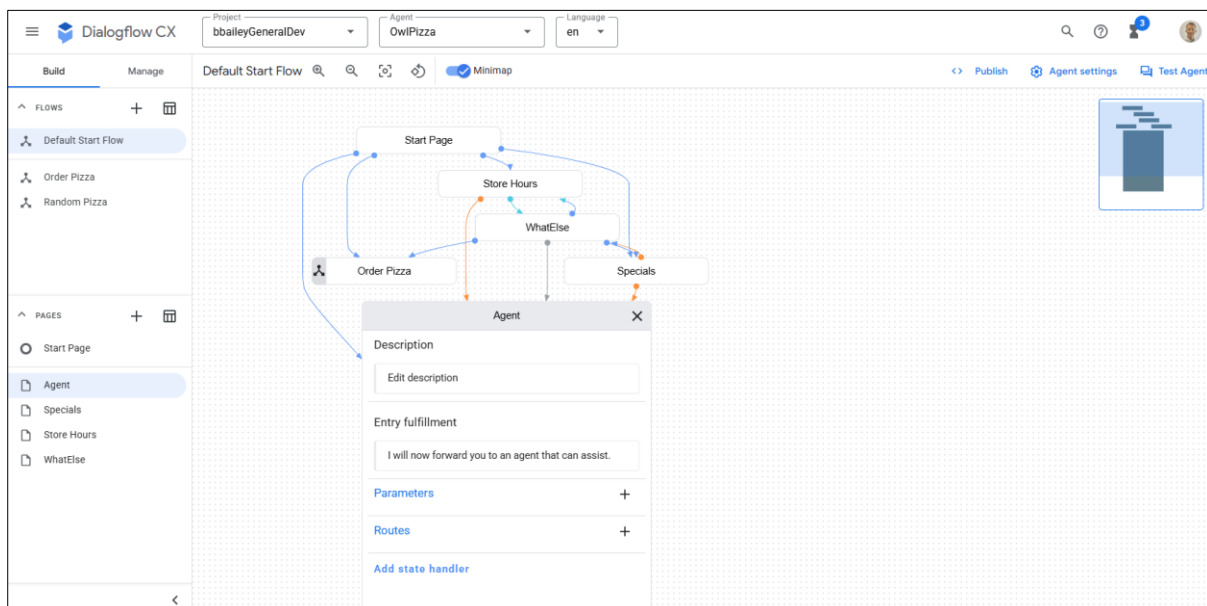 Dialogflow CX
Project
bbaileyGeneralDev
Agent
OwlPizza
Language
en
3
Build
Manage
Default Start Flow
Minimap
Publish
Agent settings
Test Agent
FLOWS
Default Start Flow
Order Pizza
Random Pizza
PAGES
Start Page
Agent
Specials
Store Hours
WhatElse
Start Page
Store Hours
WhatElse
Order Pizza
Specials
Agent
Description
Edit description
Entry fulfillment
I will now forward you to an agent that can assist.
Parameters
Routes
Add state handler